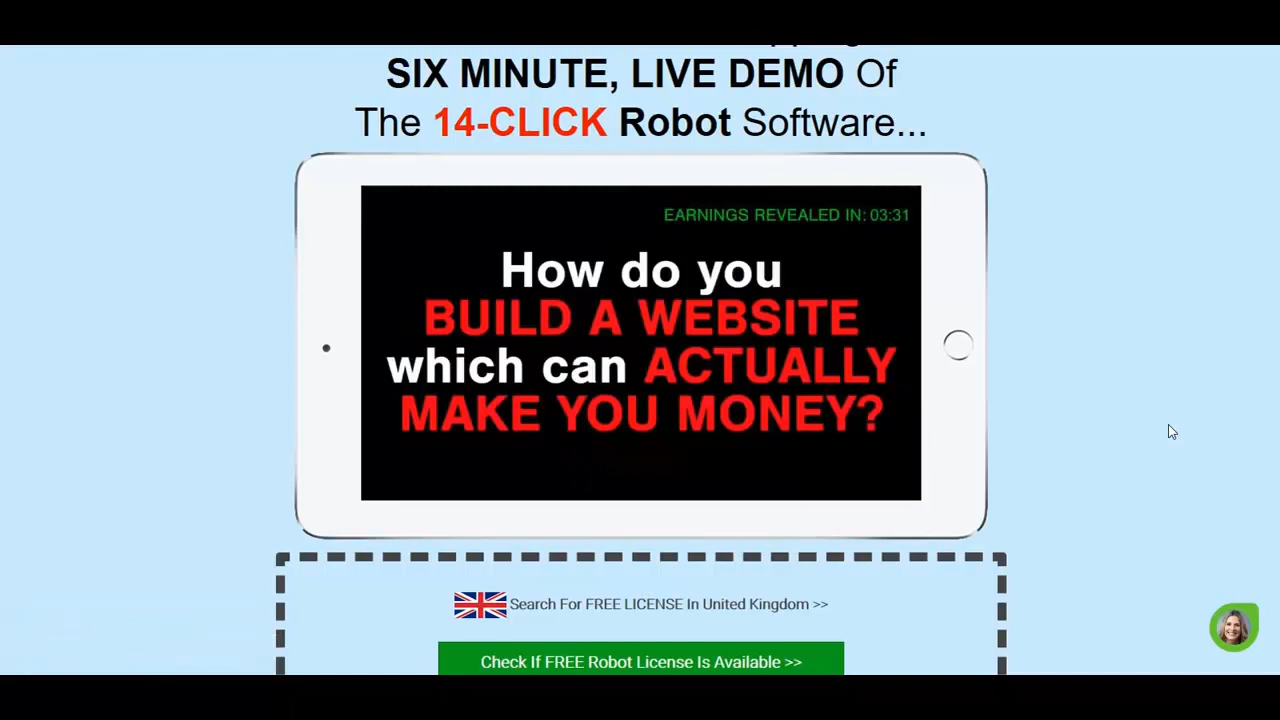 SIX MINUTE, LIVE DEMO Of
The 14-CLICK Robot Software...
EARNINGS REVEALED IN: 03:31
How do you
BUILD A WEBSITE
which can ACTUALLY
MAKE YOU MONEY?
Search For FREE LICENSE In United Kingdom >>
Check If FREE Robot License Is Available >>